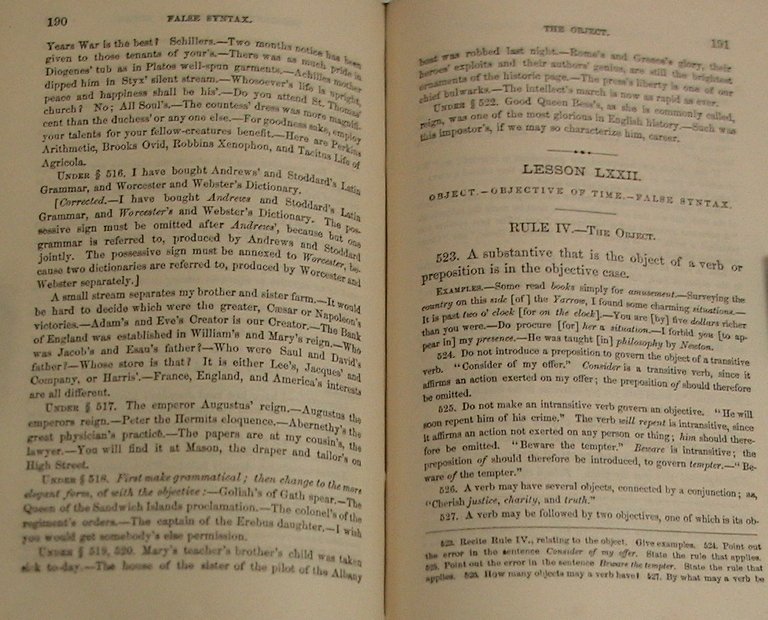 190 FALSE SYNTAX.
Years War is the best? Schillers.—Two months notice has been
given to those tenants of your's.—There was as much pride in
Diogenes' tub as in Platos well-spun garments.—Achilles mother
dipped him in Styx' silent stream.—Whosoever's life is upright,
peace and happiness shall be his'.—Do you attend St. Thomas'
church? No; All Soul's.—The countess' dress was more magnifi-
cent than the duchess' or any one else.—For goodness sake, employ
your talents for your fellow-creatures benefit.—Here are Perkins
Arithmetic, Brooks Ovid, Robbins Xenophon, and Tacitus Life of
Agricola.
UNDER § 516. I have bought Andrews' and Stoddard's Latin
Grammar, and Worcester and Webster's Dictionary.
[Corrected.—I have bought Andrews and Stoddard's Latin
Grammar, and Worcester's and Webster's Dictionary. The pos-
sessive sign must be omitted after Andrews', because but one
grammar is referred to, produced by Andrews and Stoddard
jointly. The possessive sign must be annexed to Worcester, be-
cause two dictionaries are referred to, produced by Worcester and
Webster separately.]
A small stream separates my brother and sister farm.—It would
be hard to decide which were the greater, Cæsar or Napoleon's
victories.—Adam's and Eve's Creator is our Creator.—The Bank
of England was established in William's and Mary's reign.—Who
was Jacob's and Esau's father?—Who were Saul and David's
father?—Whose store is that? It is either Lee's, Jacques' and
Company, or Harris'.—France, England, and America's interests
are all different.
UNDER § 517. The emperor Augustus' reign.—Augustus the
emperors reign.—Peter the Hermits eloquence.—Abernethy's the
great physician's practice.—The papers are at my cousin's, the
lawyer.—You will find it at Mason, the draper and tailor's on
High Street.
UNDER § 518. First make grammatical; then change to the more
elegant form, of with the objective:—Goliah's of Gath spear.—The
Queen of the Sandwich Islands proclamation.—The colonel's of the
regiment's orders.—The captain of the Erebus daughter.—I wish
you would get somebody's else permission.
UNDER § 519, 520. Mary's teacher's brother's child was taken
sick to-day.—The house of the sister of the pilot of the Albany
THE OBJECT. 191
boat was robbed last night.—Rome's and Greece's glory, their
heroes' exploits and their authors' genius, are still the brightest
ornaments of the historic page.—The press's liberty is one of our
chief bulwarks.—The intellect's march is now as rapid as ever.
UNDER § 522. Good Queen Bess's, as she is commonly called,
reign, was one of the most glorious in English history.—Such was
this impostor's, if we may so characterize him, career.
LESSON LXXII.
OBJECT.—OBJECTIVE OF TIME.—FALSE SYNTAX.
RULE IV.—THE OBJECT.
523. A substantive that is the object of a verb or
preposition is in the objective case.
EXAMPLES.—Some read books simply for amusement.—Surveying the
country on this side [of] the Yarrow, I found some charming situations.—
It is past two o' clock [for on the clock].—You are [by] five dollars richer
than you were.—Do procure [for] her a situation.—I forbid you [to ap-
pear in] my presence.—He was taught [in] philosophy by Newton.
524. Do not introduce a preposition to govern the object of a transitive
verb. "Consider of my offer." Consider is a transitive verb, since it
affirms an action exerted on my offer; the preposition of should therefore
be omitted.
525. Do not make an intransitive verb govern an objective. "He will
soon repent him of his crime." The verb will repent is intransitive, since
it affirms an action not exerted on any person or thing; him should there-
fore be omitted. "Beware the tempter." Beware is intransitive; the
preposition of should therefore be introduced, to govern tempter.—"Be-
ware of the tempter."
526. A verb may have several objects, connected by a conjunction; as,
"Cherish justice, charity, and truth."
527. A verb may be followed by two objectives, one of which is its ob-
523. Recite Rule IV., relating to the object. Give examples. 524. Point out
the error in the sentence Consider of my offer. State the rule that applies.
525. Point out the error in the sentence Beware the tempter. State the rule that
applies. 526. How many objects may a verb have? 527. By what may a verb be